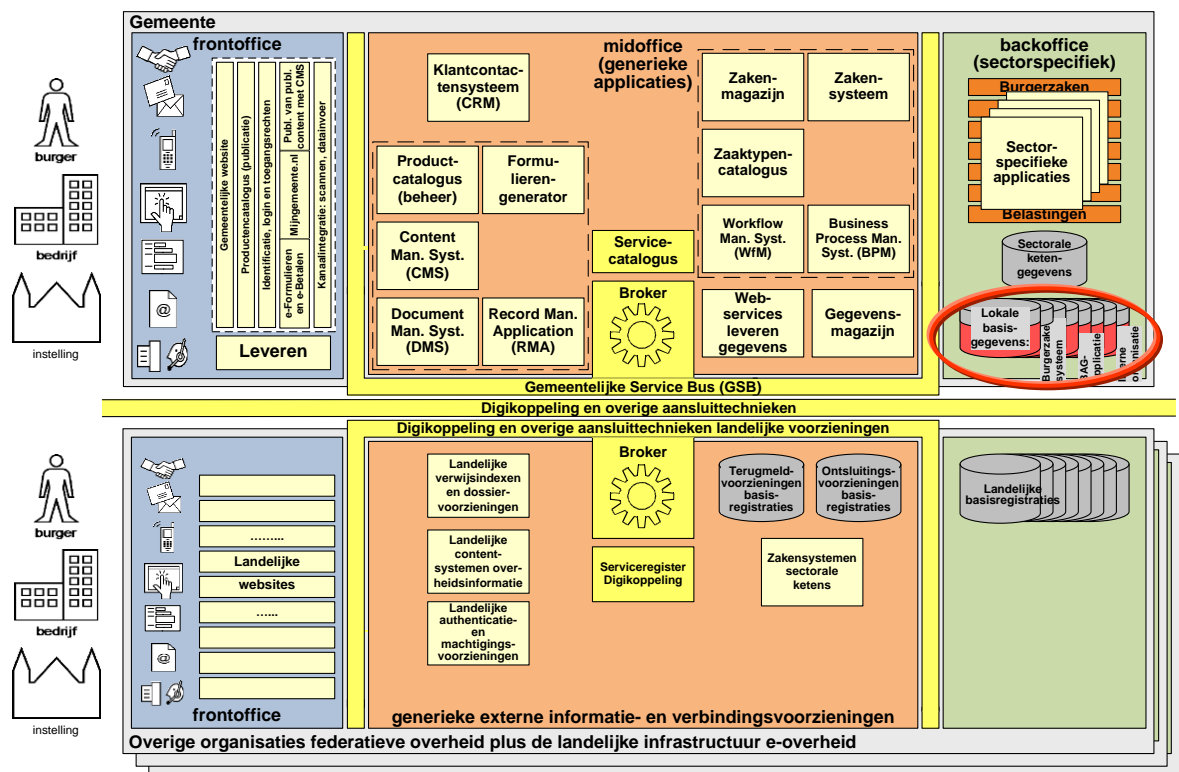 Gemeente
frontoffice
Gemeentelijke website
Productencatalogus (publicatie)
Identificatie, login en toegangsrechten
e-Formulieren
en e-Betalen
Mijngemeente.nl
Publ. van publ.
content met CMS
Kanaalintegratie: scannen, datainvoer
Leveren
@
burger
bedrijf
instelling
midoffice
(generieke
applicaties)
Klantcontac-
tensysteem
(CRM)
Product-
catalogus
(beheer)
Formu-
lieren-
generator
Content
Man. Syst.
(CMS)
Document
Man. Syst.
(DMS)
Record Man.
Application
(RMA)
Service-
catalogus
Broker
Zaken-
magazijn
Zaken-
systeem
Zaaktypen-
catalogus
Workflow
Man. Syst.
(WfM)
Business
Process Man.
Syst. (BPM)
Web-
services
leveren
gegevens
Gegevens-
magazijn
backoffice
(sectorspecifiek)
Burgerzaken
Sector-
specifieke
applicaties
Belastingen
Sectorale
keten-
gegevens
Lokale
basis-
gegevens:
Burgerzake
systeem
BAG-
applicatie
Gemeentelijke Service Bus (GSB)
Digikoppeling en overige aansluittechnieken
Digikoppeling en overige aansluittechnieken landelijke voorzieningen
burger
bedrijf
instelling
@
……...
Landelijke
websites
…...
frontoffice
Landelijke
verwijsindexen
en dossier-
voorzieningen
Landelijke
content-
systemen over-
heidsinformatie
Landelijke
authenticatie-
en
machtigings-
voorzieningen
Broker
Serviceregister
Digikoppeling
Terugmeld-
voorzieningen
basis-
registraties
Ontsluitings-
voorzieningen
basis-
registraties
Zakensystemen
sectorale
ketens
Landelijke
basisregistraties
generieke externe informatie- en verbindingsvoorzieningen
Overige organisaties federatieve overheid plus de landelijke infrastructuur e-overheid